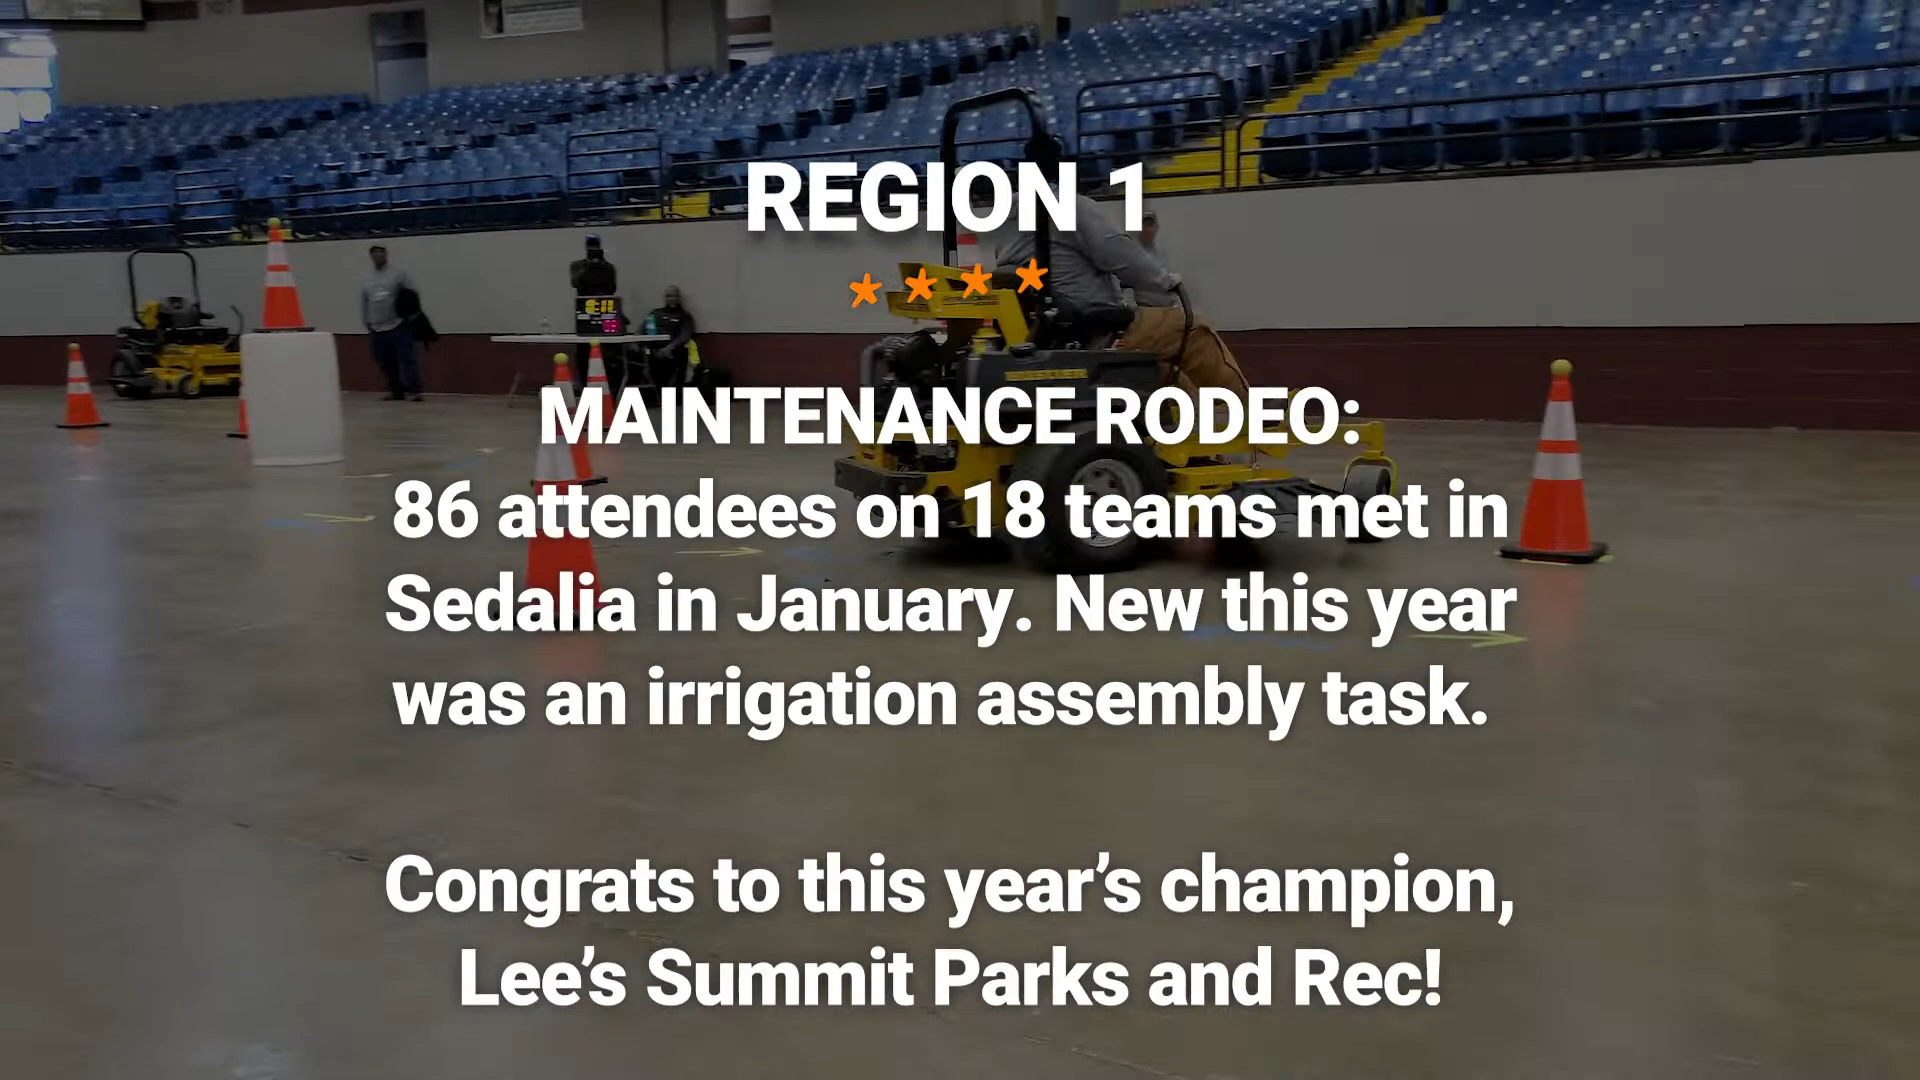 REGION 1
MAINTENANCE RODEO:
86 attendees on 18 teams met in
Sedalia in January. New this year
was an irrigation assembly task.
Congrats to this year’s champion,
Lee’s Summit Parks and Rec!